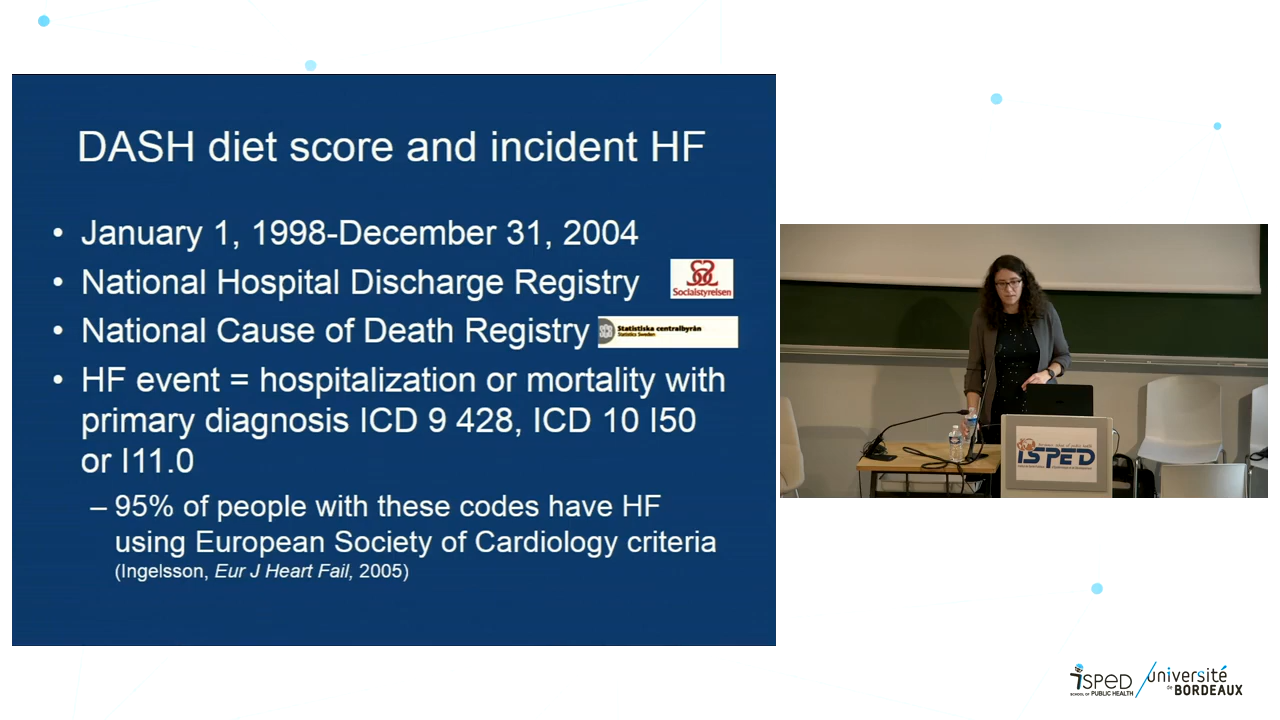 DASH diet score and incident HF
• January 1, 1998-December 31, 2004
• National Hospital Discharge Registry
Socialstyrelsen
• National Cause of Death Registry
Statistiska centralbyrån
Statistics Sweden
• HF event = hospitalization or mortality with
primary diagnosis ICD 9 428, ICD 10 I50
or I11.0
– 95% of people with these codes have HF
using European Society of Cardiology criteria
(Ingelsson, Eur J Heart Fail, 2005)
ISPED
iSPED
SCHOOL OF PUBLIC HEALTH
université
de BORDEAUX